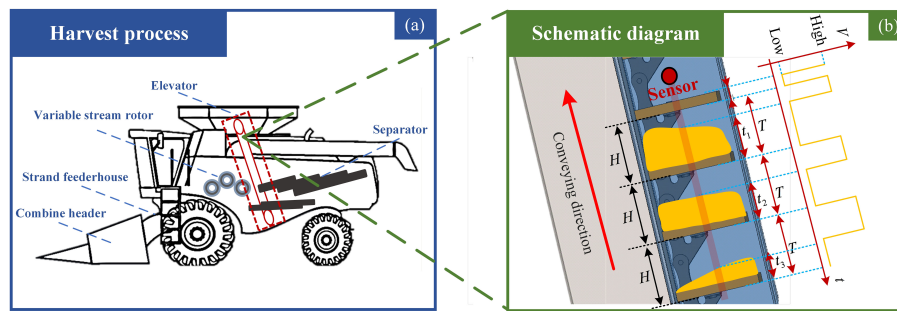 Harvest process
(a)
Elevator
Variable stream rotor
Separator
Strand feederhouse
Combine header
Schematic diagram
(b)
Sensor
Conveying direction
H
H
H
t1
T
t2
T
t3
T
Low
High
V
t